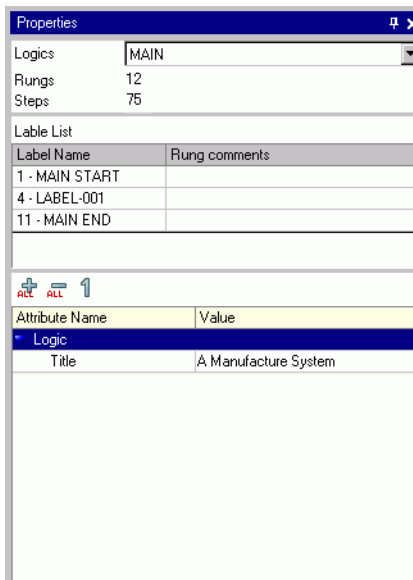 Properties
Logics MAIN
Rungs 12
Steps 75
Lable List
Label Name Rung comments
1 - MAIN START
4 - LABEL-001
11 - MAIN END
ALL ALL 1
Attribute Name Value
Logic
Title A Manufacture System